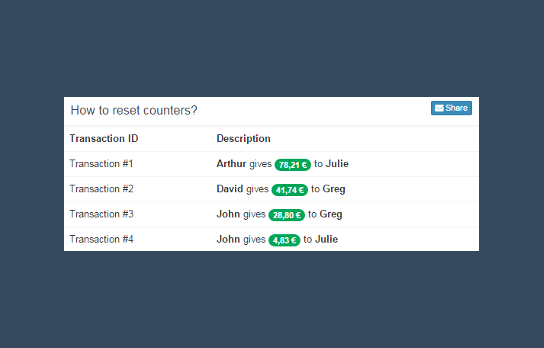 How to reset counters?
Share
Transaction ID Description
Transaction #1 Arthur gives 78,21 € to Julie
Transaction #2 David gives 41,74 € to Greg
Transaction #3 John gives 28,80 € to Greg
Transaction #4 John gives 4,83 € to Julie